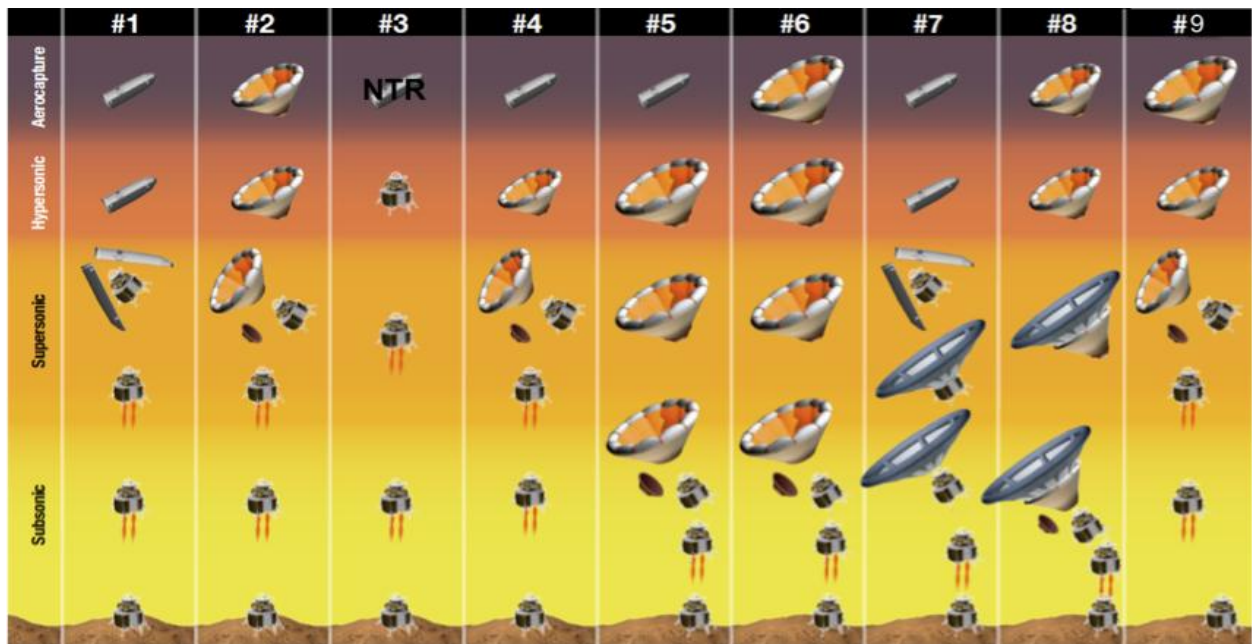 #1 #2 #3 #4 #5 #6 #7 #8 #9
Aerocapture
NTR
Hypersonic
Supersonic
Subsonic